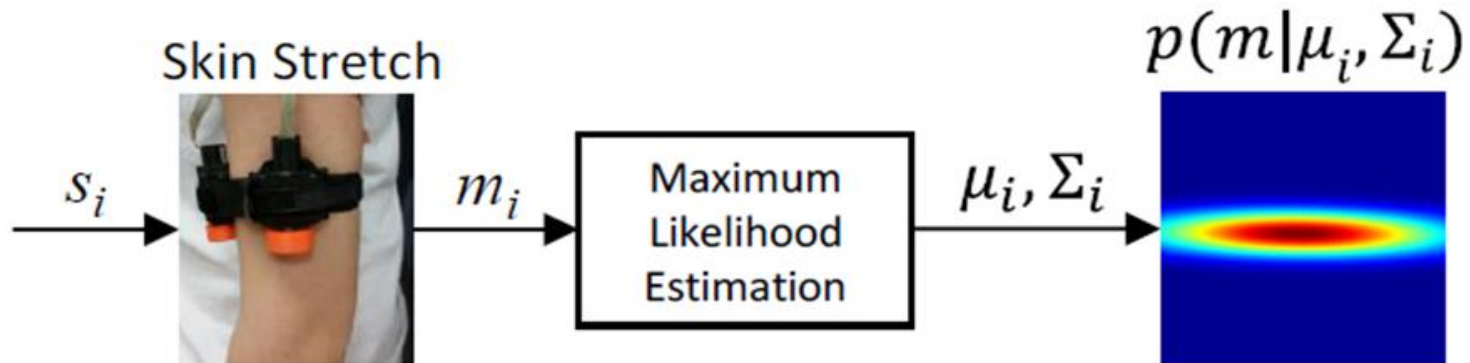 Skin Stretch
p(m|μᵢ, Σᵢ)
sᵢ
mᵢ
Maximum
Likelihood
Estimation
μᵢ, Σᵢ